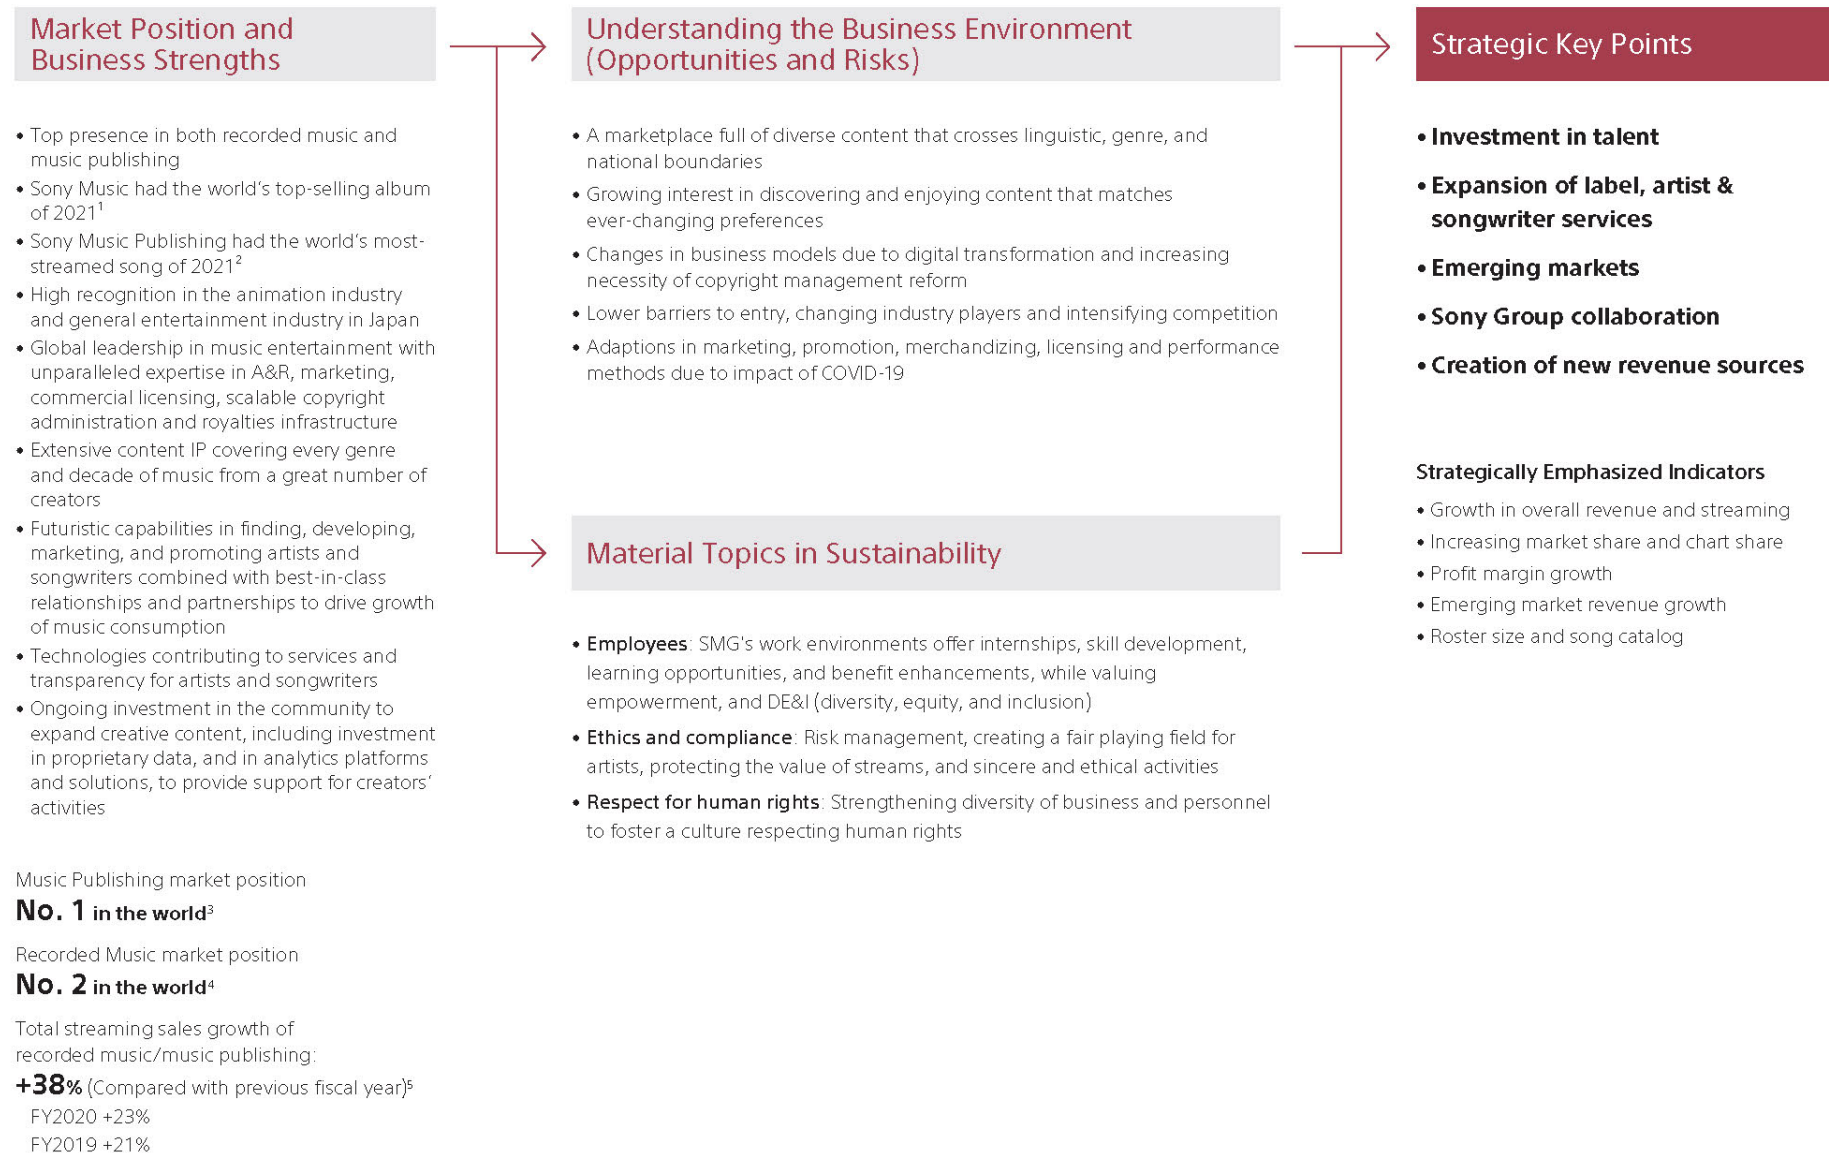 Market Position and
Business Strengths
• Top presence in both recorded music and
music publishing
• Sony Music had the world's top-selling album
of 2021¹
• Sony Music Publishing had the world's most-
streamed song of 2021²
• High recognition in the animation industry
and general entertainment industry in Japan
• Global leadership in music entertainment with
unparalleled expertise in A&R, marketing,
commercial licensing, scalable copyright
administration and royalties infrastructure
• Extensive content IP covering every genre
and decade of music from a great number of
creators
• Futuristic capabilities in finding, developing,
marketing, and promoting artists and
songwriters combined with best-in-class
relationships and partnerships to drive growth
of music consumption
• Technologies contributing to services and
transparency for artists and songwriters
• Ongoing investment in the community to
expand creative content, including investment
in proprietary data, and in analytics platforms
and solutions, to provide support for creators'
activities
Music Publishing market position
No. 1 in the world³
Recorded Music market position
No. 2 in the world⁴
Total streaming sales growth of
recorded music/music publishing:
+38% (Compared with previous fiscal year)⁵
FY2020 +23%
FY2019 +21%
Understanding the Business Environment
(Opportunities and Risks)
• A marketplace full of diverse content that crosses linguistic, genre, and
national boundaries
• Growing interest in discovering and enjoying content that matches
ever-changing preferences
• Changes in business models due to digital transformation and increasing
necessity of copyright management reform
• Lower barriers to entry, changing industry players and intensifying competition
• Adaptions in marketing, promotion, merchandizing, licensing and performance
methods due to impact of COVID-19
Material Topics in Sustainability
• Employees: SMG's work environments offer internships, skill development,
learning opportunities, and benefit enhancements, while valuing
empowerment, and DE&I (diversity, equity, and inclusion)
• Ethics and compliance: Risk management, creating a fair playing field for
artists, protecting the value of streams, and sincere and ethical activities
• Respect for human rights: Strengthening diversity of business and personnel
to foster a culture respecting human rights
Strategic Key Points
• Investment in talent
• Expansion of label, artist &
songwriter services
• Emerging markets
• Sony Group collaboration
• Creation of new revenue sources
Strategically Emphasized Indicators
• Growth in overall revenue and streaming
• Increasing market share and chart share
• Profit margin growth
• Emerging market revenue growth
• Roster size and song catalog